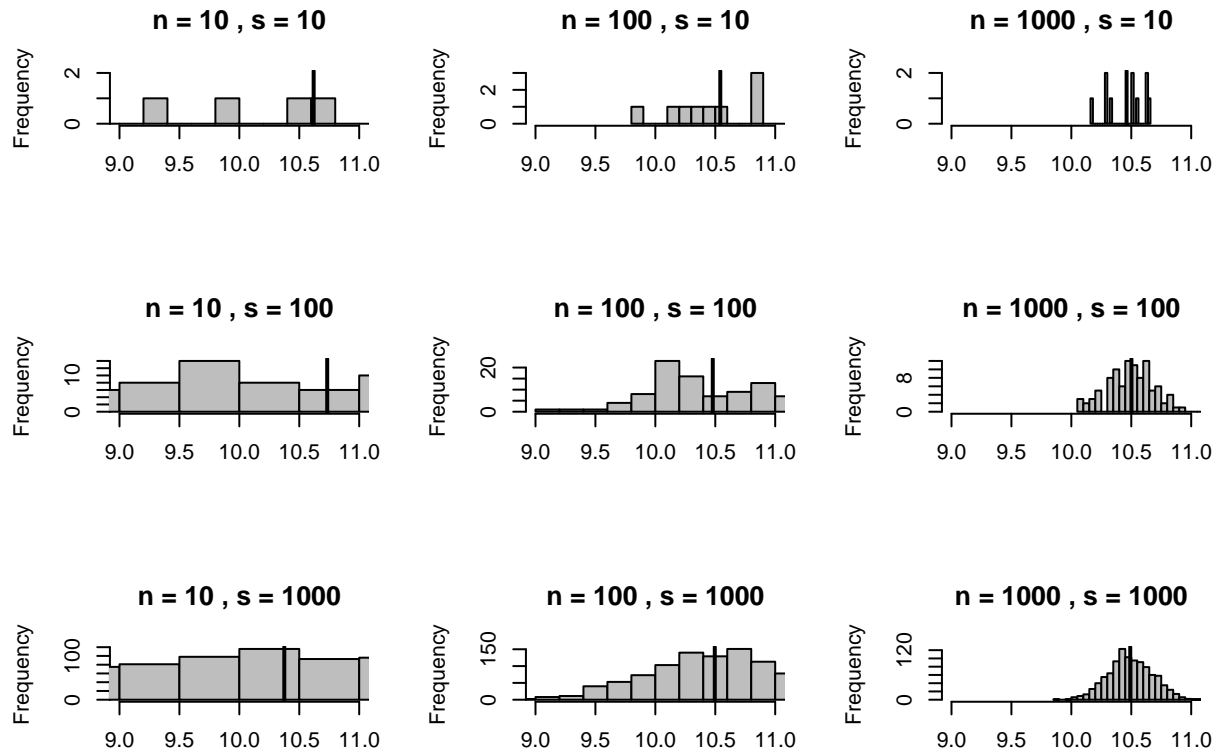 n = 10 , s = 10
Frequency
0 2
9.0 9.5 10.0 10.5 11.0
n = 100 , s = 10
Frequency
0 2
9.0 9.5 10.0 10.5 11.0
n = 1000 , s = 10
Frequency
0 2
9.0 9.5 10.0 10.5 11.0
n = 10 , s = 100
Frequency
0 10
9.0 9.5 10.0 10.5 11.0
n = 100 , s = 100
Frequency
0 20
9.0 9.5 10.0 10.5 11.0
n = 1000 , s = 100
Frequency
0 8
9.0 9.5 10.0 10.5 11.0
n = 10 , s = 1000
Frequency
0 100
9.0 9.5 10.0 10.5 11.0
n = 100 , s = 1000
Frequency
0 150
9.0 9.5 10.0 10.5 11.0
n = 1000 , s = 1000
Frequency
0 120
9.0 9.5 10.0 10.5 11.0